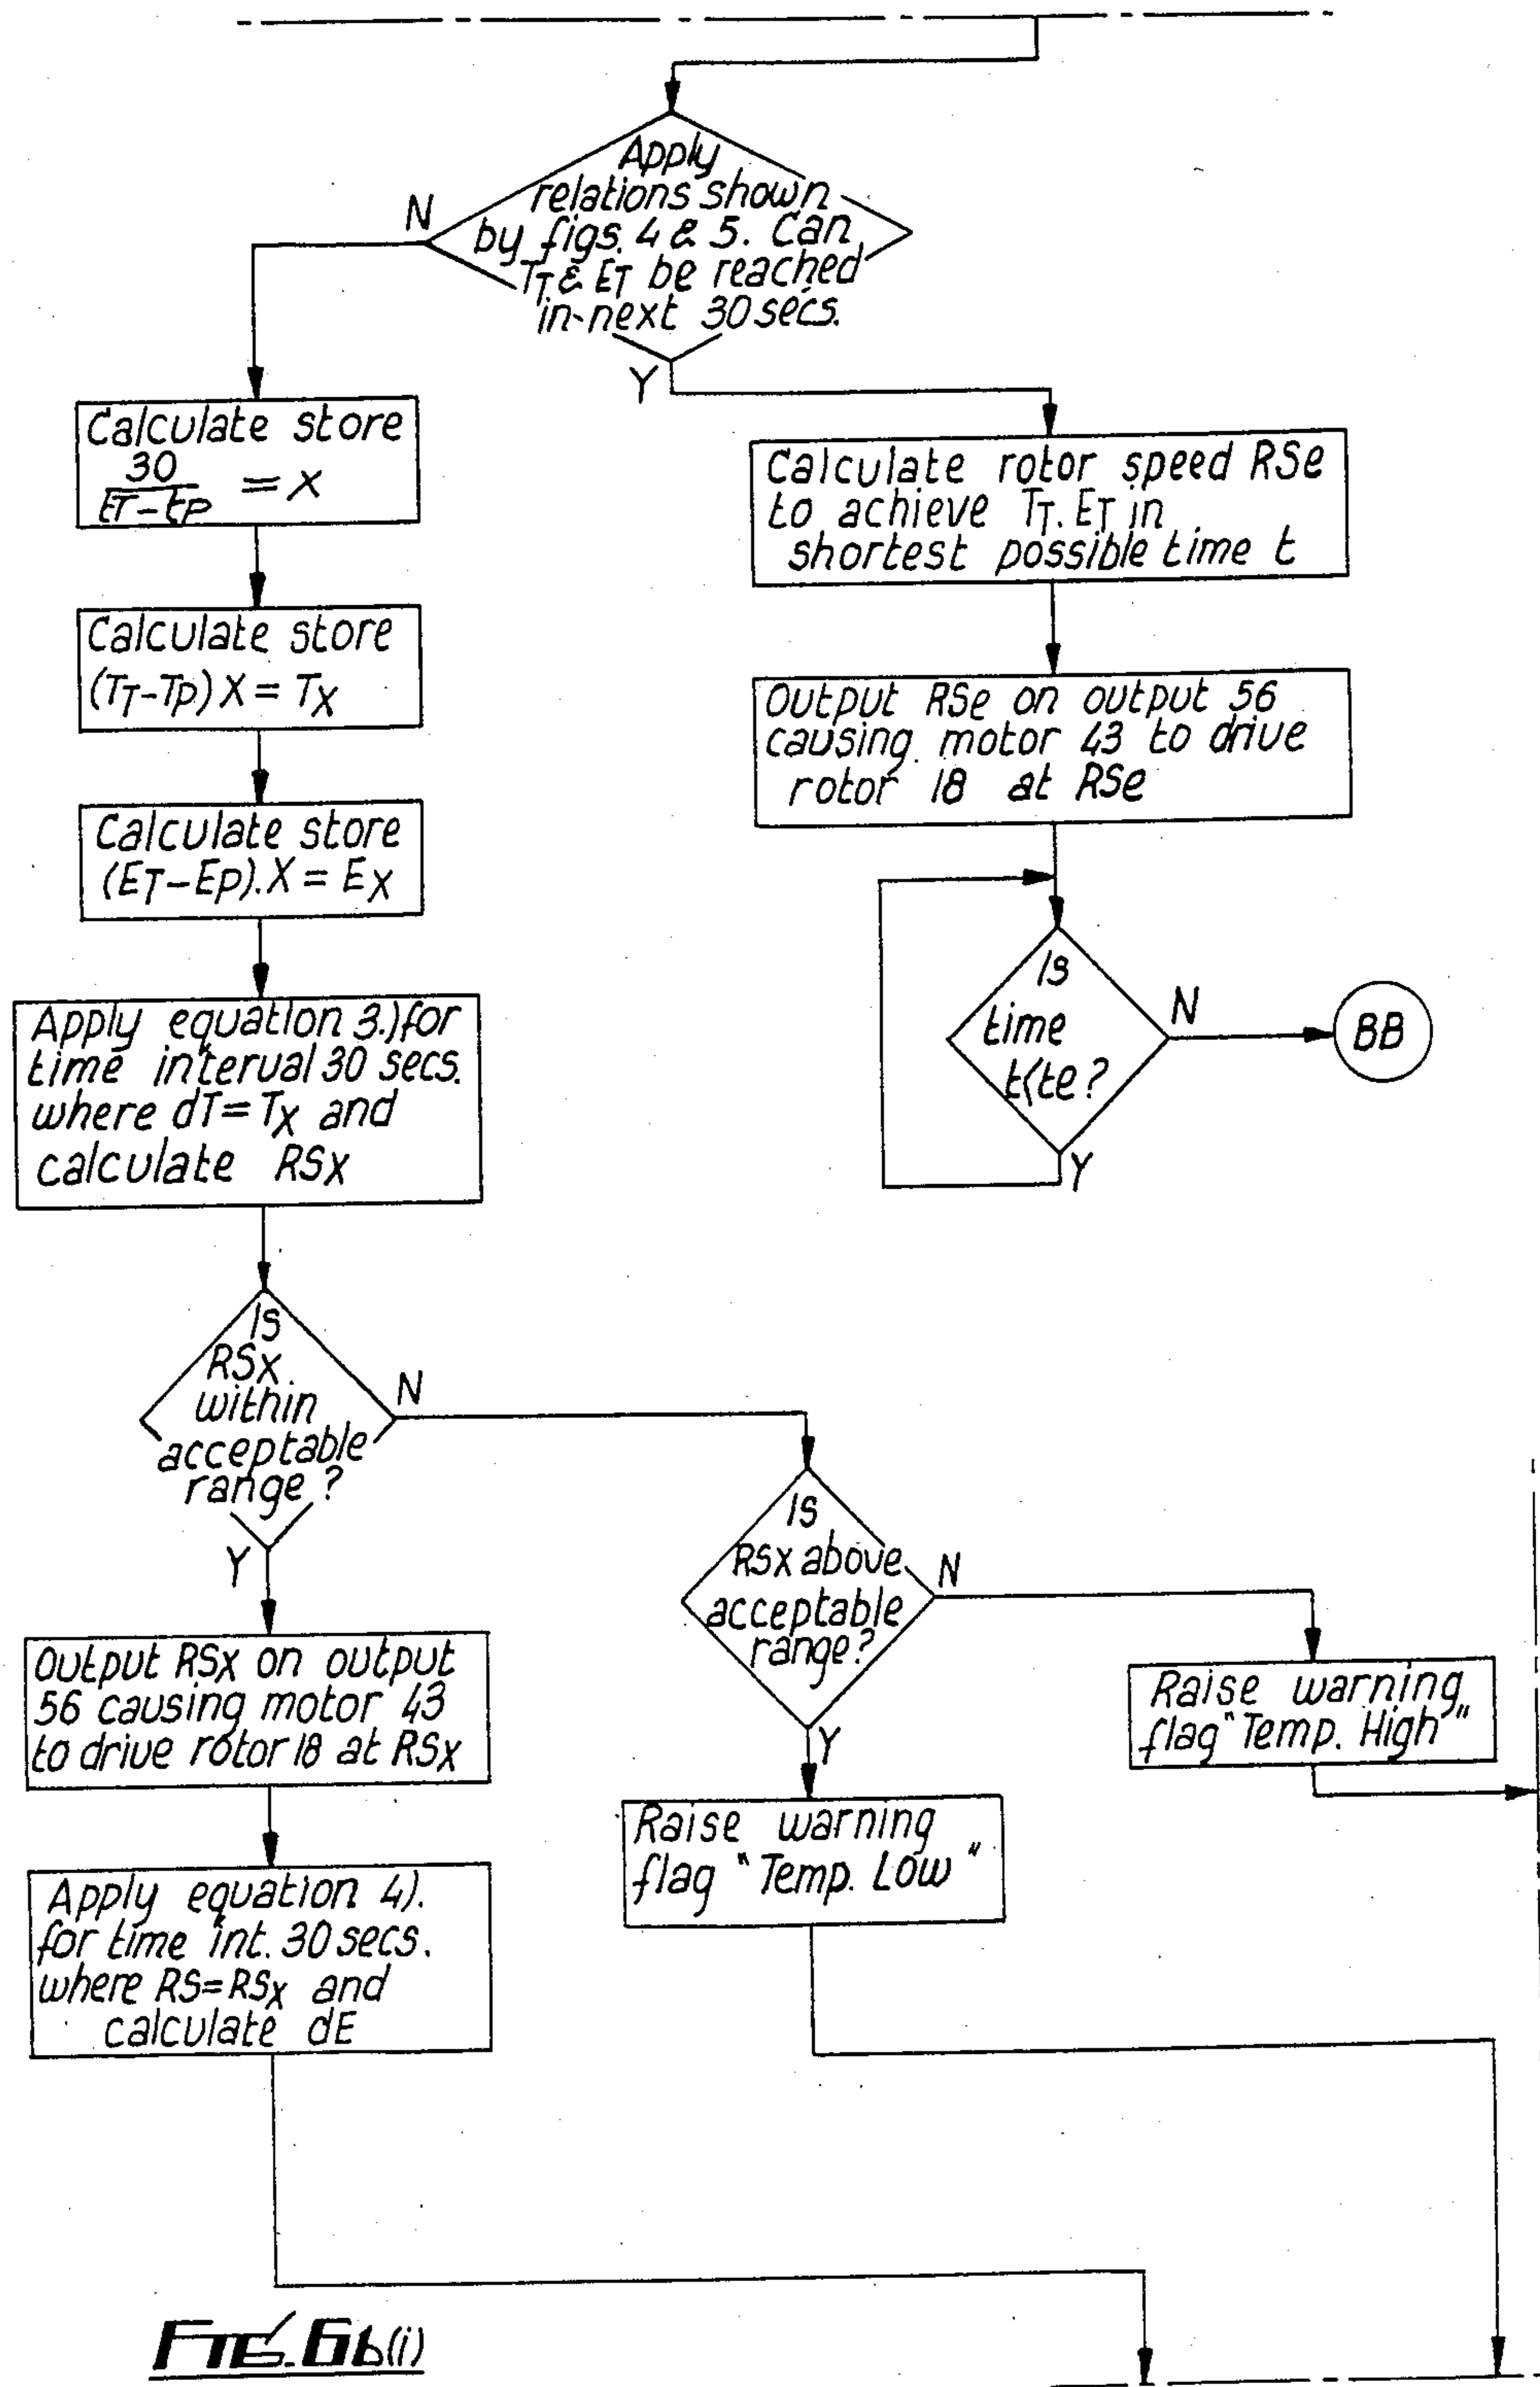 Apply
relations shown
by figs. 4 & 5. Can
TT & ET be reached
in next 30 secs.
N
Y
Calculate store
30
ET-tp = X
Calculate store
(TT-Tp) X = TX
Calculate store
(ET-Ep).X = EX
Apply equation 3.) for
time interval 30 secs.
where dT = TX and
calculate RSX
Is
RSX
within
acceptable
range?
N
Y
Output RSX on output
56 causing motor 43
to drive rotor 18 at RSX
Apply equation 4).
for time int. 30 secs.
where RS=RSX and
calculate dE
Calculate rotor speed RSe
to achieve TT. ET in
shortest possible time t
Output RSe on output 56
causing motor 43 to drive
rotor 18 at RSe
Is
time
t<te?
N
BB
Y
Is
RSX above
acceptable
range?
N
Y
Raise warning
flag "Temp. High"
Raise warning
flag "Temp. Low"
FIG. 6b(i)